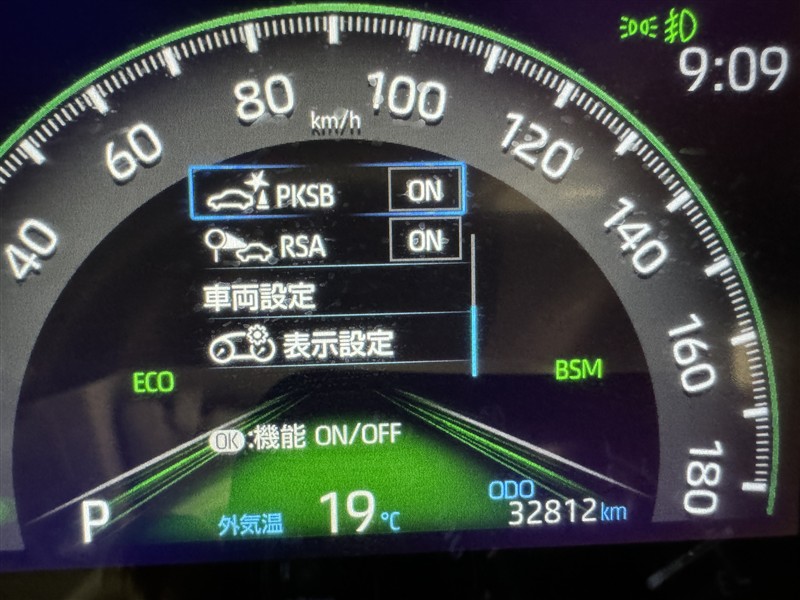 9:09
80
100
km/h
60
120
PKSB ON
40
RSA ON
140
車両設定
表示設定
160
ECO
BSM
OK:機能 ON/OFF
180
P
外気温 19℃
ODO
32812km